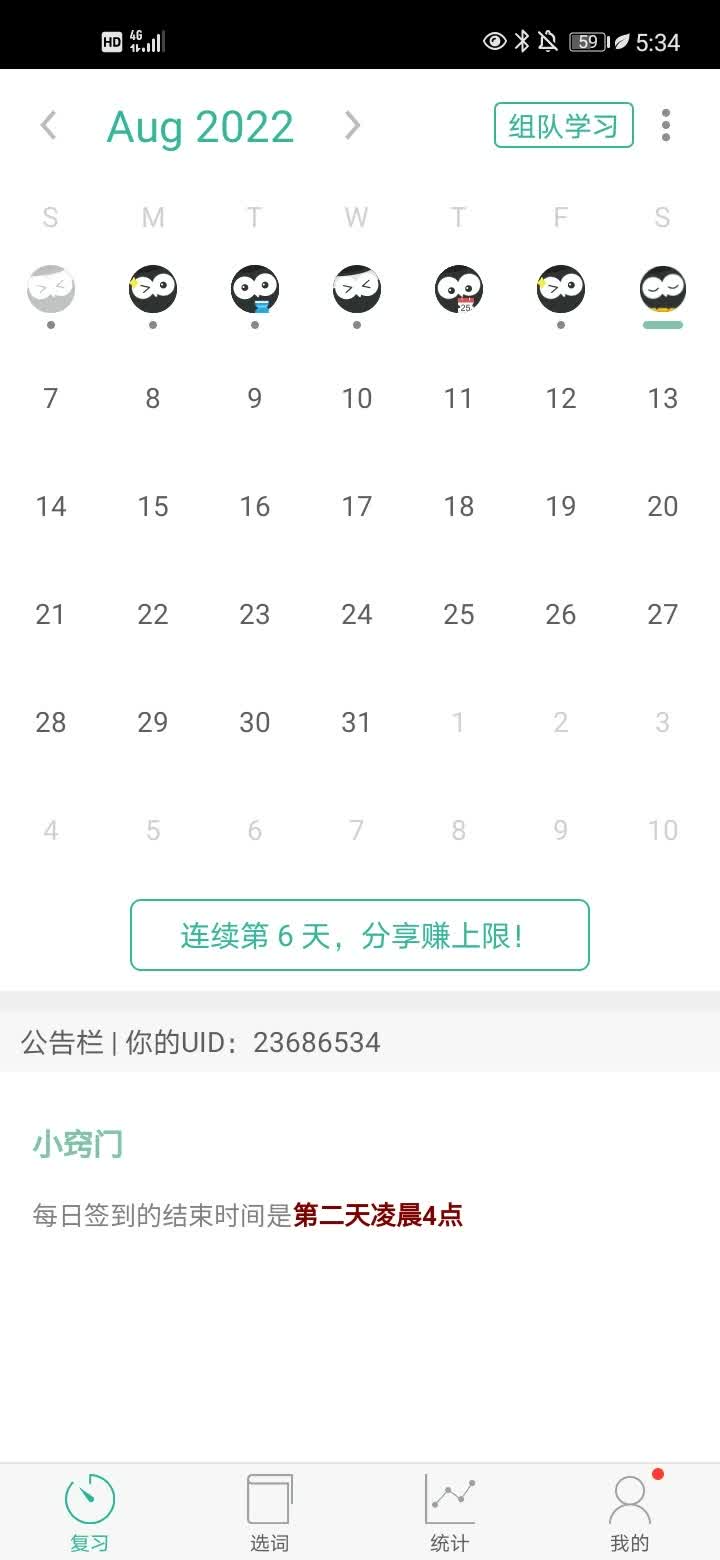 HD 4G 59 5:34
Aug 2022 组队学习
S M T W T F S
25
7 8 9 10 11 12 13
14 15 16 17 18 19 20
21 22 23 24 25 26 27
28 29 30 31 1 2 3
4 5 6 7 8 9 10
连续第 6 天，分享赚上限！
公告栏 | 你的UID：23686534
小窍门
每日签到的结束时间是第二天凌晨4点
复习 选词 统计 我的